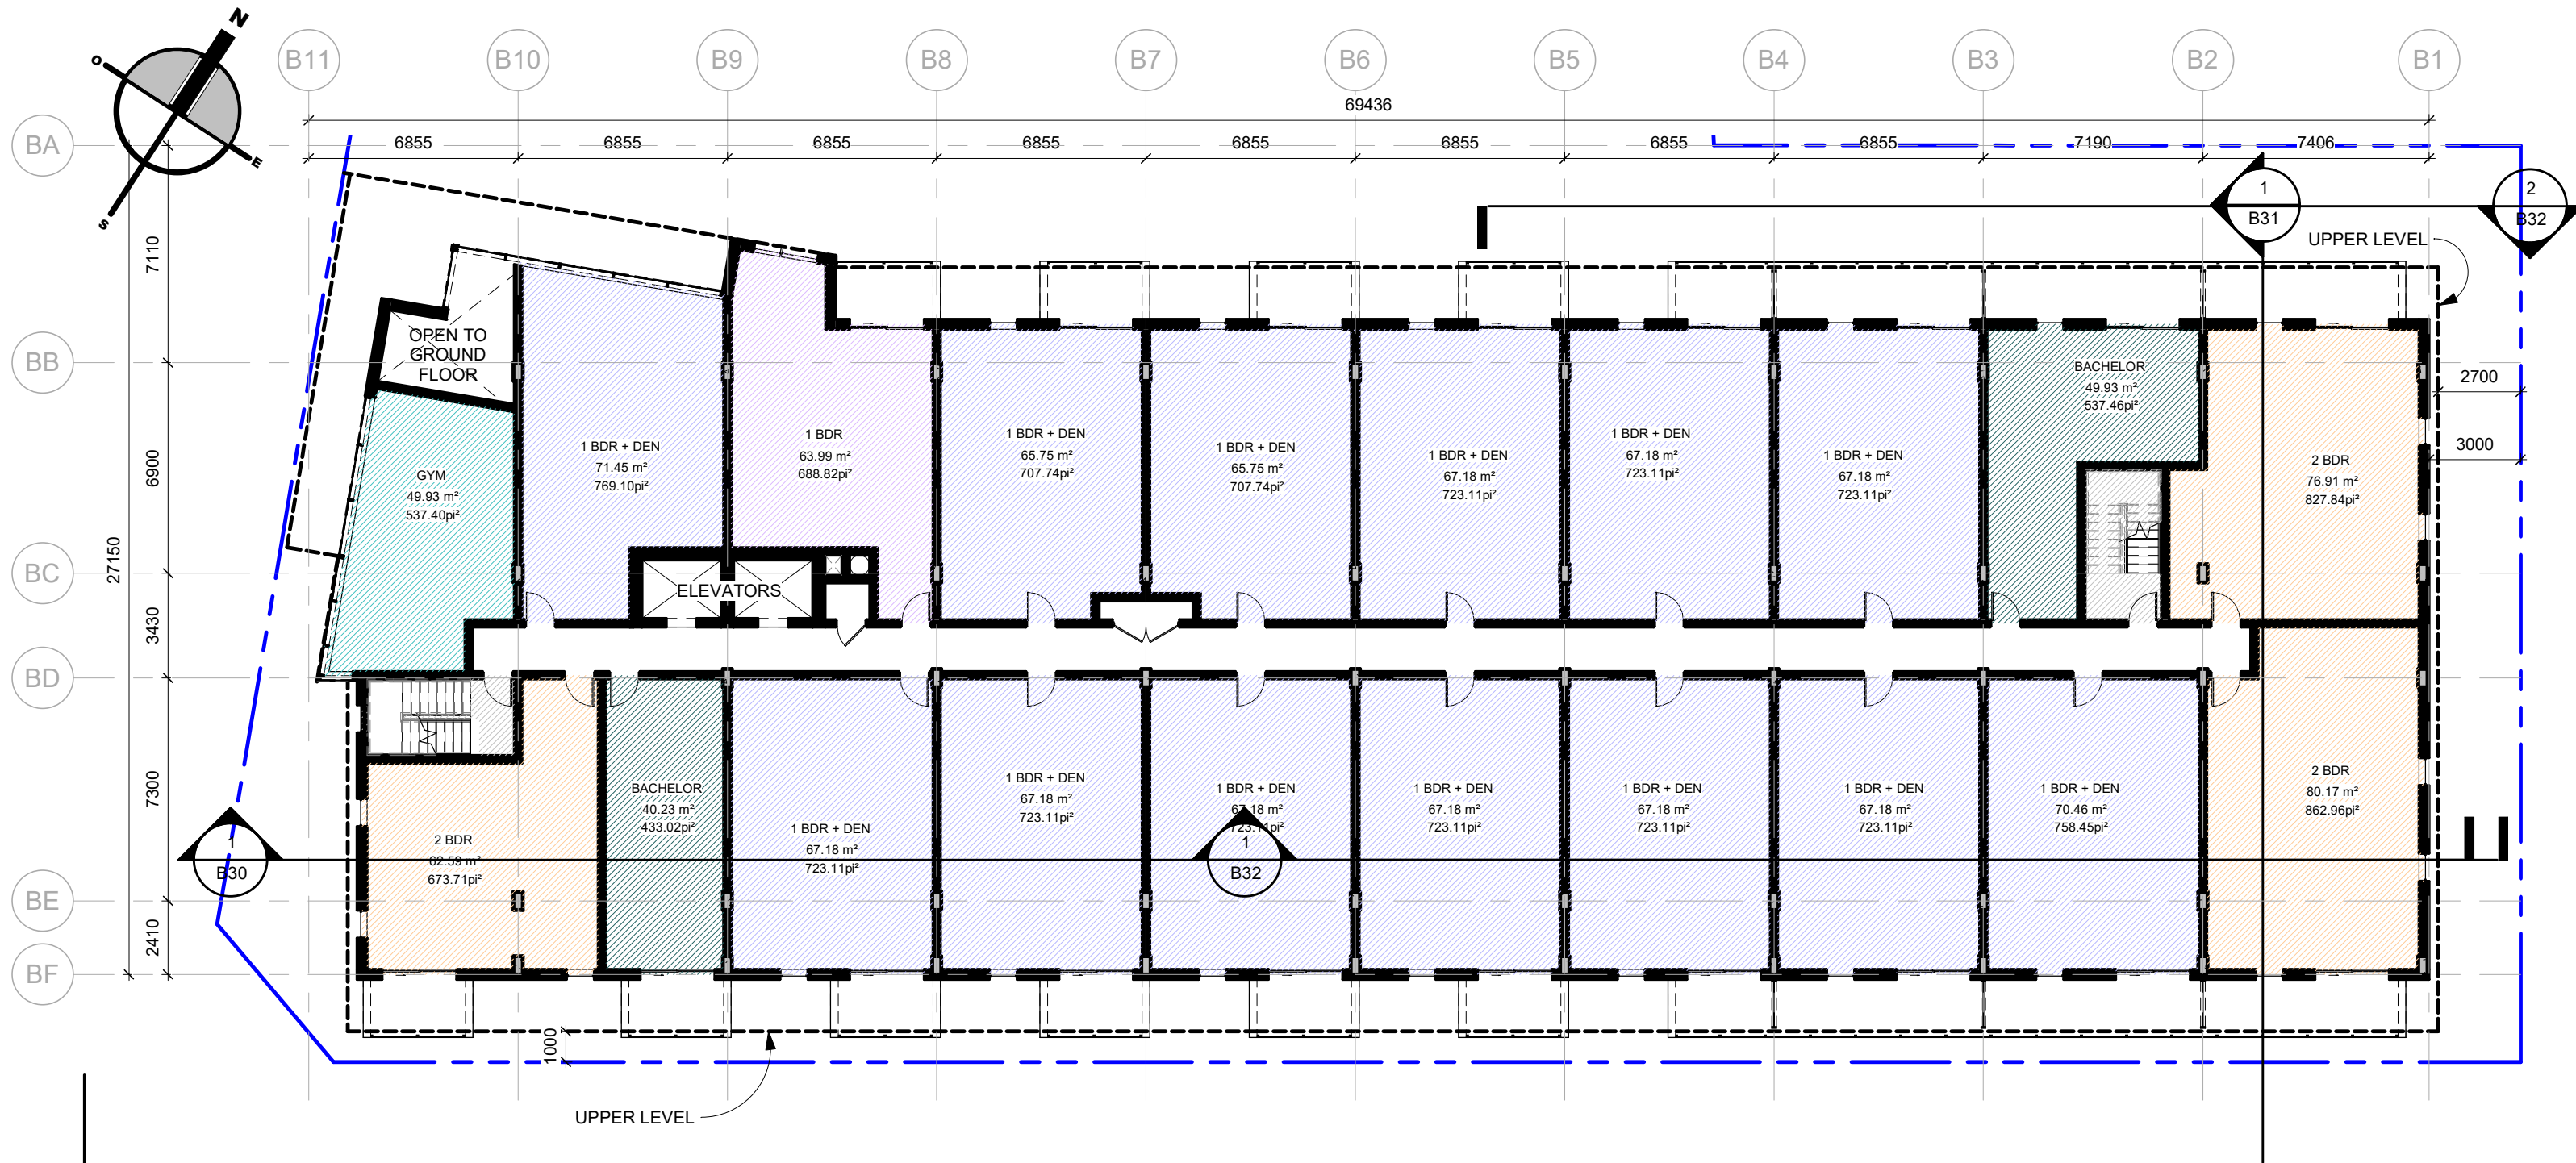 N
O
E
S
B11
B10
B9
B8
B7
B6
B5
B4
B3
B2
B1
69436
6855
6855
6855
6855
6855
6855
6855
6855
7190
7406
BA
BB
BC
BD
BE
BF
7110
6900
3430
7300
2410
27150
1
B31
2
B32
UPPER LEVEL
2700
3000
OPEN TO
GROUND
FLOOR
GYM
49.93 m²
537.40pi²
1 BDR + DEN
71.45 m²
769.10pi²
1 BDR
63.99 m²
688.82pi²
1 BDR + DEN
65.75 m²
707.74pi²
1 BDR + DEN
65.75 m²
707.74pi²
1 BDR + DEN
67.18 m²
723.11pi²
1 BDR + DEN
67.18 m²
723.11pi²
1 BDR + DEN
67.18 m²
723.11pi²
BACHELOR
49.93 m²
537.46pi²
2 BDR
76.91 m²
827.84pi²
ELEVATORS
2 BDR
62.59 m²
673.71pi²
BACHELOR
40.23 m²
433.02pi²
1 BDR + DEN
67.18 m²
723.11pi²
1 BDR + DEN
67.18 m²
723.11pi²
1 BDR + DEN
67.18 m²
723.11pi²
1 BDR + DEN
67.18 m²
723.11pi²
1 BDR + DEN
67.18 m²
723.11pi²
1 BDR + DEN
67.18 m²
723.11pi²
1 BDR + DEN
70.46 m²
758.45pi²
2 BDR
80.17 m²
862.96pi²
1
B30
1
B32
1000
UPPER LEVEL